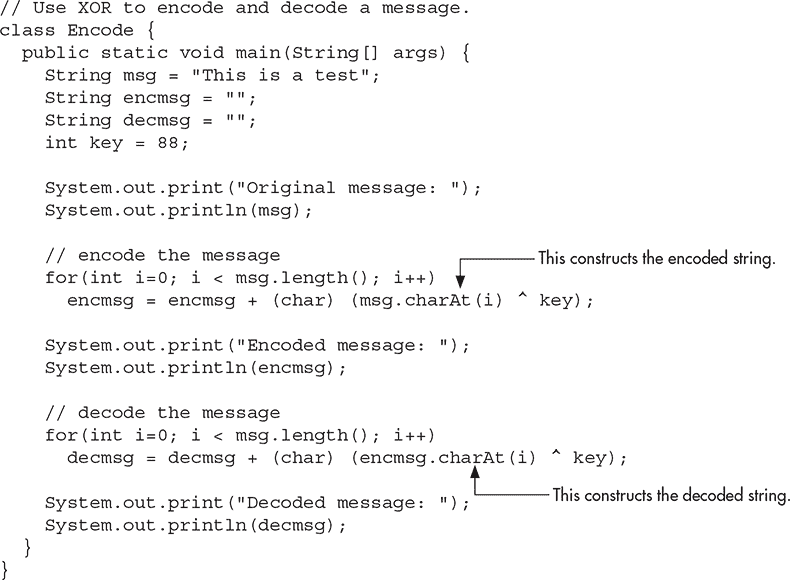 // Use XOR to encode and decode a message.
class Encode {
  public static void main(String[] args) {
    String msg = "This is a test";
    String encmsg = "";
    String decmsg = "";
    int key = 88;

    System.out.print("Original message: ");
    System.out.println(msg);

    // encode the message
This constructs the encoded string.
    for(int i=0; i < msg.length(); i++)
      encmsg = encmsg + (char) (msg.charAt(i) ^ key);

    System.out.print("Encoded message: ");
    System.out.println(encmsg);

    // decode the message
    for(int i=0; i < msg.length(); i++)
      decmsg = decmsg + (char) (encmsg.charAt(i) ^ key);
This constructs the decoded string.

    System.out.print("Decoded message: ");
    System.out.println(decmsg);
  }
}